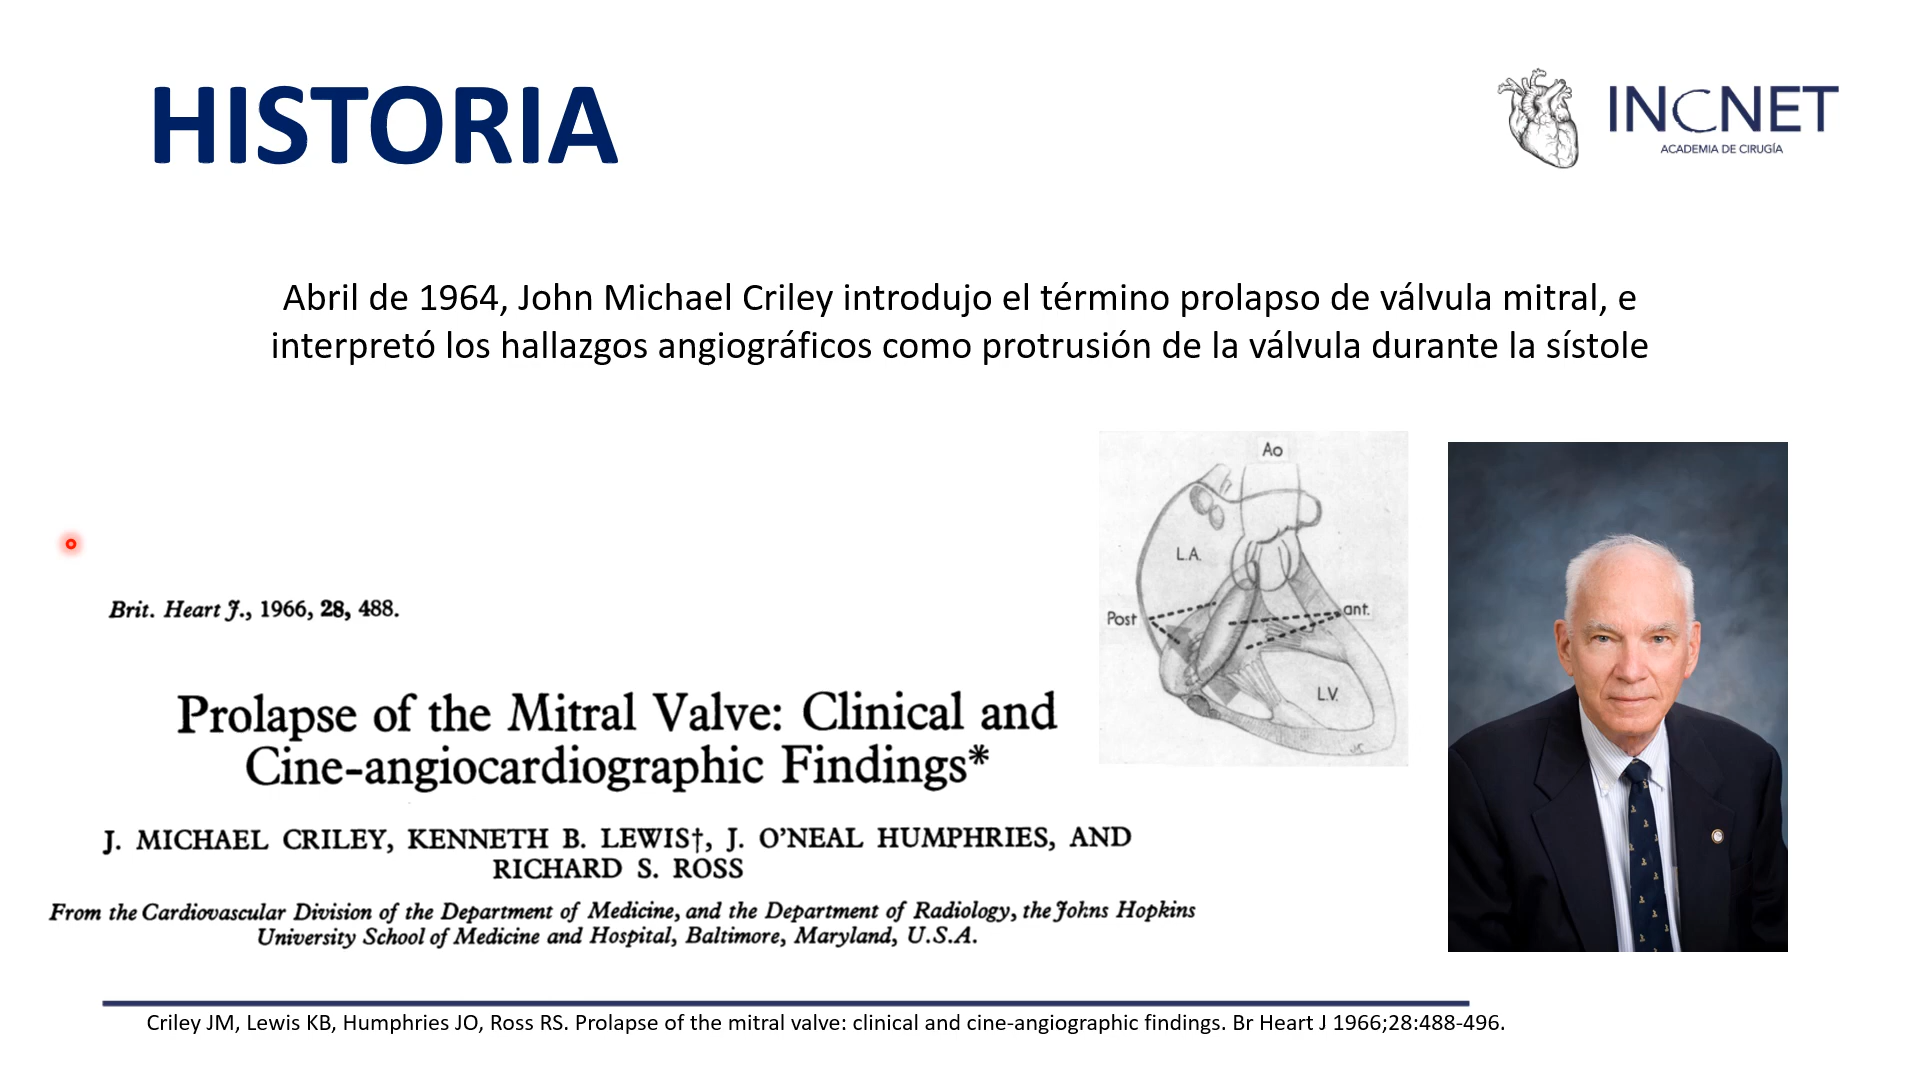 HISTORIA
INCNET
ACADEMIA DE CIRUGÍA
Abril de 1964, John Michael Criley introdujo el término prolapso de válvula mitral, e
interpretó los hallazgos angiográficos como protrusión de la válvula durante la sístole
Ao
L.A.
Post
ant.
L.V.
Brit. Heart J., 1966, 28, 488.
Prolapse of the Mitral Valve: Clinical and
Cine-angiocardiographic Findings*
J. MICHAEL CRILEY, KENNETH B. LEWIS†, J. O'NEAL HUMPHRIES, AND
RICHARD S. ROSS
From the Cardiovascular Division of the Department of Medicine, and the Department of Radiology, the Johns Hopkins
University School of Medicine and Hospital, Baltimore, Maryland, U.S.A.
Criley JM, Lewis KB, Humphries JO, Ross RS. Prolapse of the mitral valve: clinical and cine-angiographic findings. Br Heart J 1966;28:488-496.